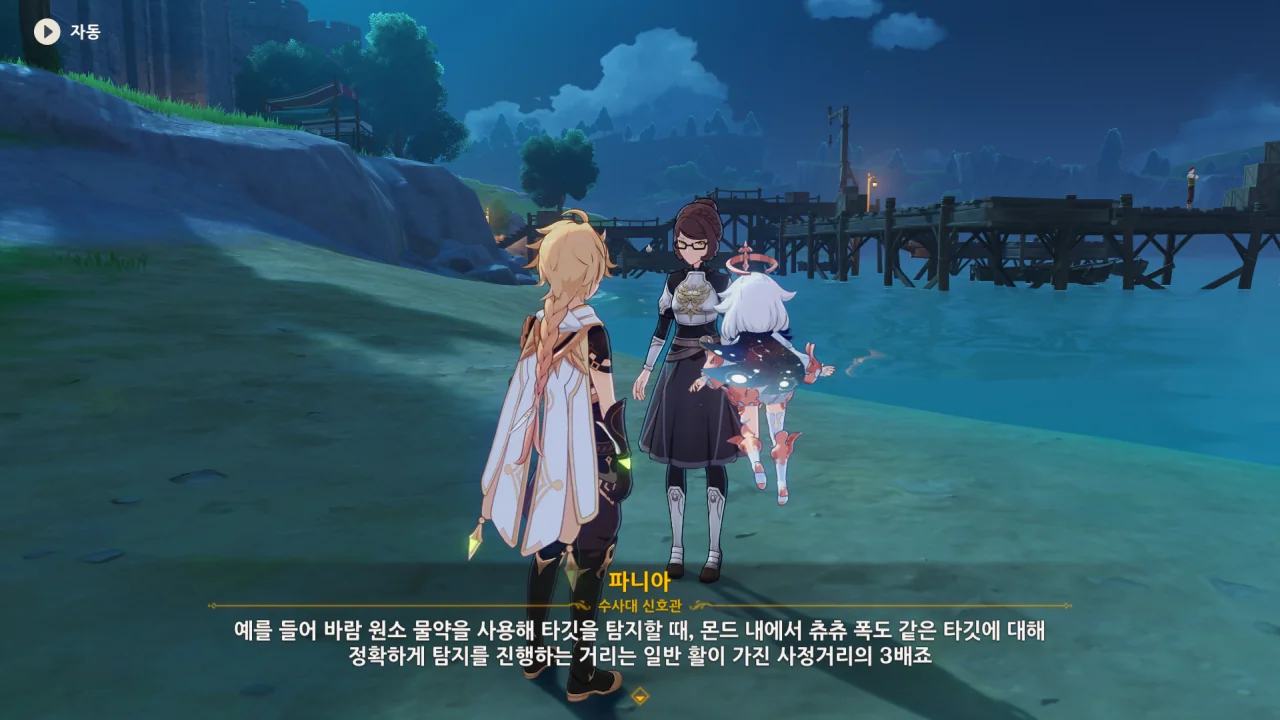 자동
파니아
수사대 신호관
예를 들어 바람 원소 물약을 사용해 타깃을 탐지할 때, 몬드 내에서 츄츄 폭도 같은 타깃에 대해
정확하게 탐지를 진행하는 거리는 일반 활이 가진 사정거리의 3배죠